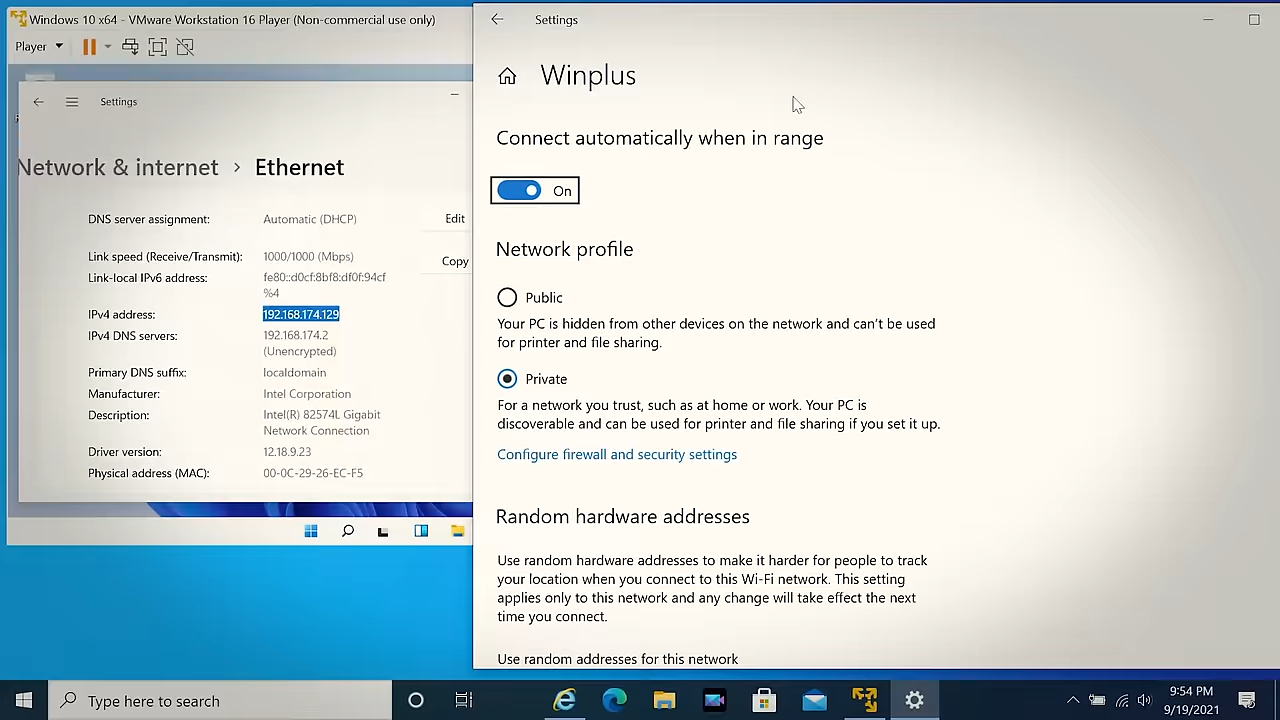 Windows 10 x64 - VMware Workstation 16 Player (Non-commercial use only)
Player
Settings
Network & internet › Ethernet
DNS server assignment: Automatic (DHCP) Edit
Link speed (Receive/Transmit): 1000/1000 (Mbps)
Copy
Link-local IPv6 address: fe80::d0cf:8bf8:df0f:94cf
%4
IPv4 address: 192.168.174.129
IPv4 DNS servers: 192.168.174.2
(Unencrypted)
Primary DNS suffix: localdomain
Manufacturer: Intel Corporation
Description: Intel(R) 82574L Gigabit
Network Connection
Driver version: 12.18.9.23
Physical address (MAC): 00-0C-29-26-EC-F5
Settings
Winplus
Connect automatically when in range
On
Network profile
Public
Your PC is hidden from other devices on the network and can't be used
for printer and file sharing.
Private
For a network you trust, such as at home or work. Your PC is
discoverable and can be used for printer and file sharing if you set it up.
Configure firewall and security settings
Random hardware addresses
Use random hardware addresses to make it harder for people to track
your location when you connect to this Wi-Fi network. This setting
applies only to this network and any change will take effect the next
time you connect.
Use random addresses for this network
Type here to search
9:54 PM
9/19/2021